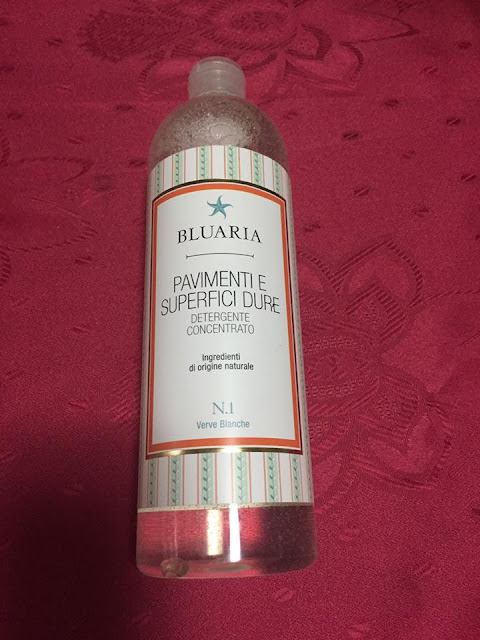 BLUARIA
PAVIMENTI E
SUPERFICI DURE
DETERGENTE
CONCENTRATO
Ingredienti
di origine naturale
N.1
Verve Blanche